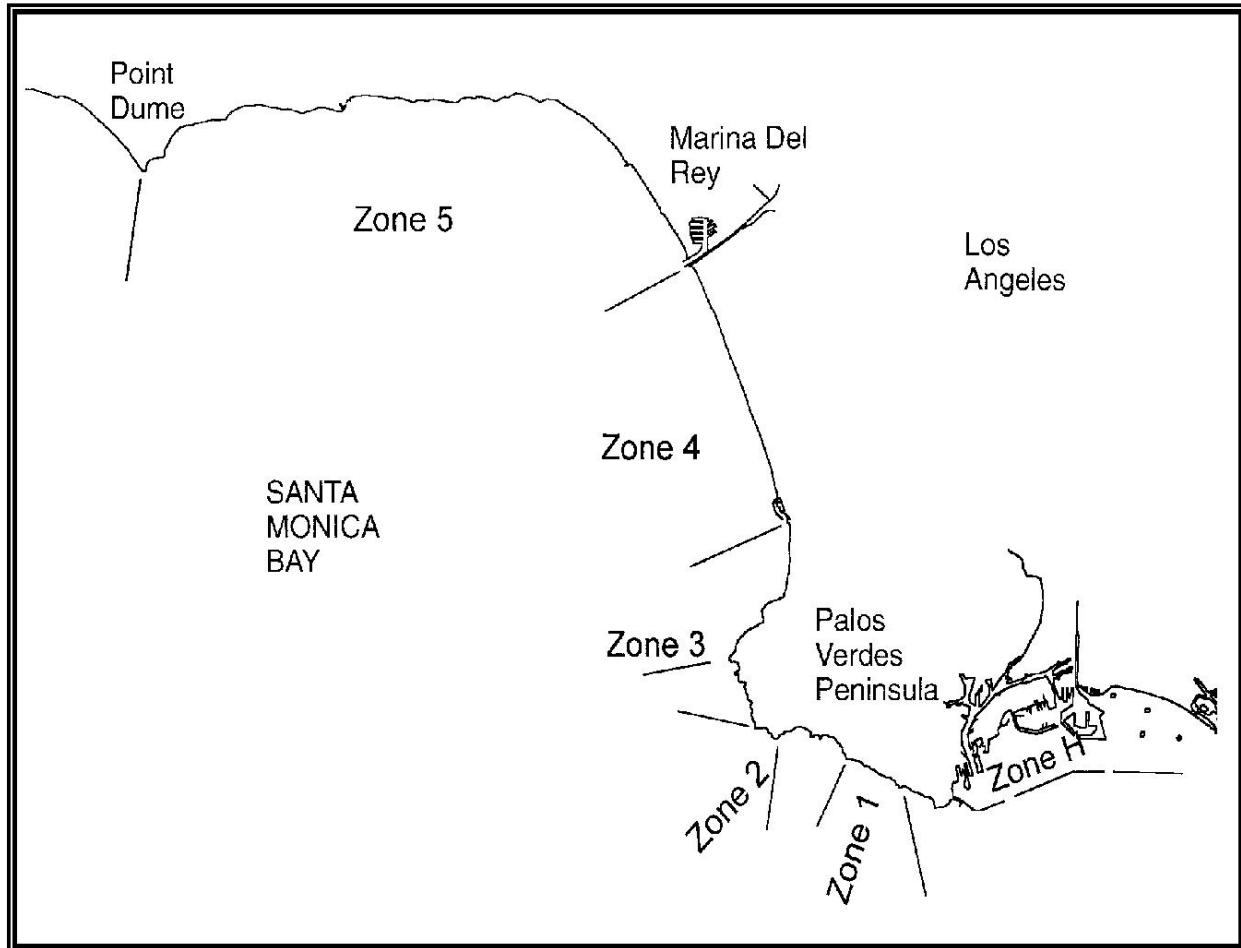 Point
Dume
Marina Del
Rey
Zone 5
Los
Angeles
Zone 4
SANTA
MONICA
BAY
Zone 3
Palos
Verdes
Peninsula
Zone H
Zone 2
Zone 1